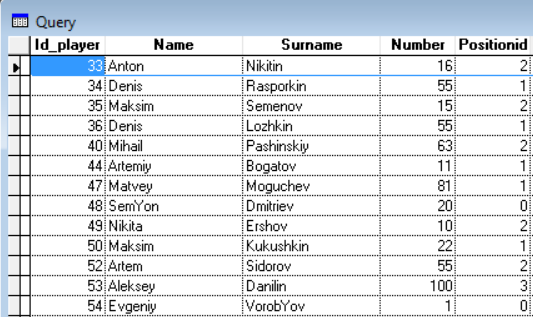 Query
Id_player Name Surname Number Positionid
33 Anton Nikitin 16 2
34 Denis Rasporkin 55 1
35 Maksim Semenov 15 2
36 Denis Lozhkin 55 1
40 Mihail Pashinskiy 63 2
44 Artemiy Bogatov 11 1
47 Matvey Moguchev 81 1
48 SemYon Dmitriev 20 0
49 Nikita Ershov 10 2
50 Maksim Kukushkin 22 1
52 Artem Sidorov 55 2
53 Aleksey Danilin 100 3
54 Evgeniy VorobYov 1 0